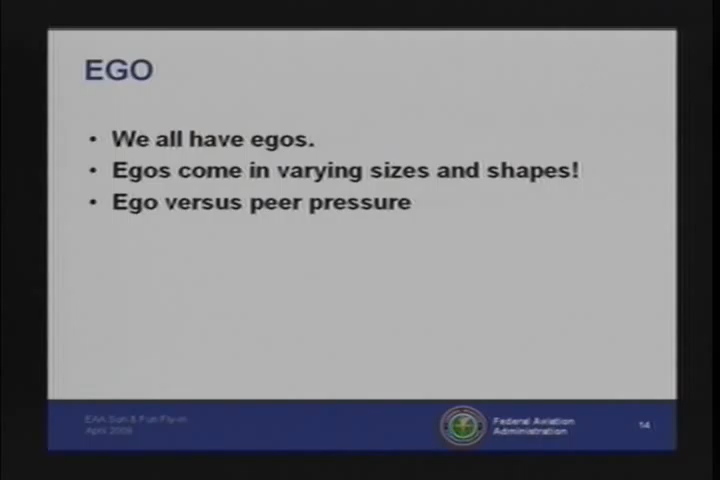 EGO
• We all have egos.
• Egos come in varying sizes and shapes!
• Ego versus peer pressure
EAA Sun & Fun Fly-in
April 2009
Federal Aviation
Administration
14